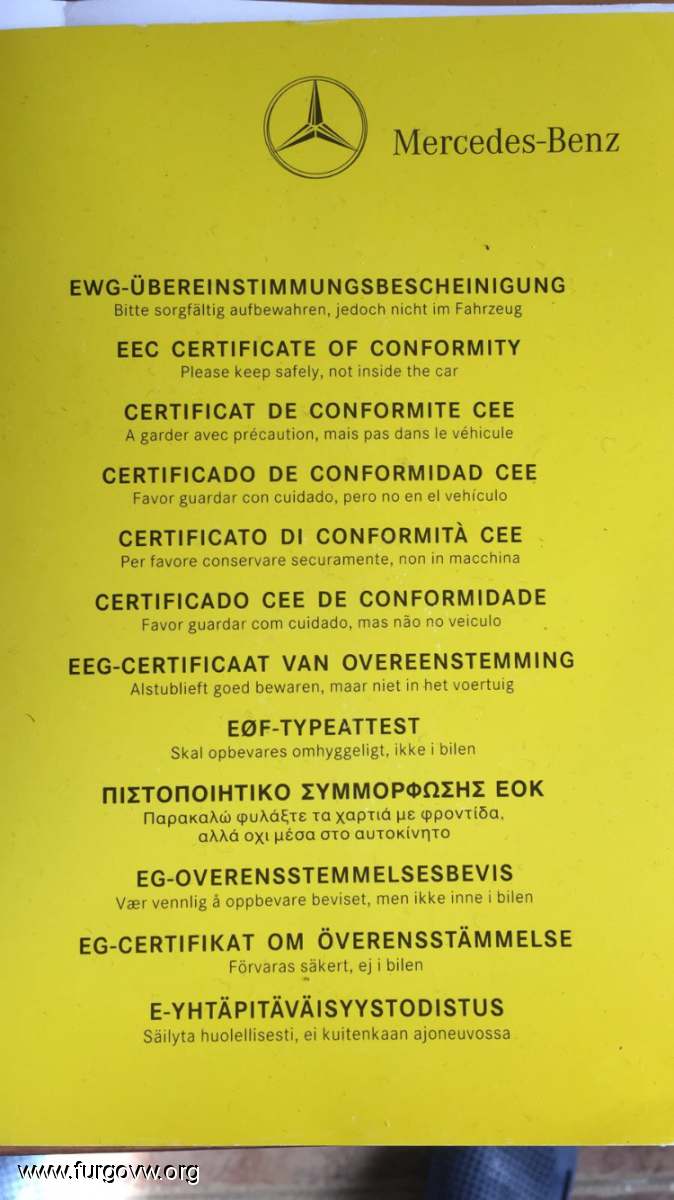 Mercedes-Benz
EWG-ÜBEREINSTIMMUNGSBESCHEINIGUNG
Bitte sorgfältig aufbewahren, jedoch nicht im Fahrzeug
EEC CERTIFICATE OF CONFORMITY
Please keep safely, not inside the car
CERTIFICAT DE CONFORMITE CEE
A garder avec précaution, mais pas dans le véhicule
CERTIFICADO DE CONFORMIDAD CEE
Favor guardar con cuidado, pero no en el vehículo
CERTIFICATO DI CONFORMITÀ CEE
Per favore conservare securamente, non in macchina
CERTIFICADO CEE DE CONFORMIDADE
Favor guardar com cuidado, mas não no veiculo
EEG-CERTIFICAAT VAN OVEREENSTEMMING
Alstublieft goed bewaren, maar niet in het voertuig
EØF-TYPEATTEST
Skal opbevares omhyggeligt, ikke i bilen
ΠΙΣΤΟΠΟΙΗΤΙΚΟ ΣΥΜΜΟΡΦΩΣΗΣ ΕΟΚ
Παρακαλώ φυλάξτε τα χαρτιά με φροντίδα,
αλλά οχι μέσα στο αυτοκίνητο
EG-OVERENSSTEMMELSESBEVIS
Vær vennlig å oppbevare beviset, men ikke inne i bilen
EG-CERTIFIKAT OM ÖVERENSSTÄMMELSE
Förvaras säkert, ej i bilen
E-YHTÄPITÄVÄISYYSTODISTUS
Säilyta huolellisesti, ei kuitenkaan ajoneuvossa
www.furgovw.org